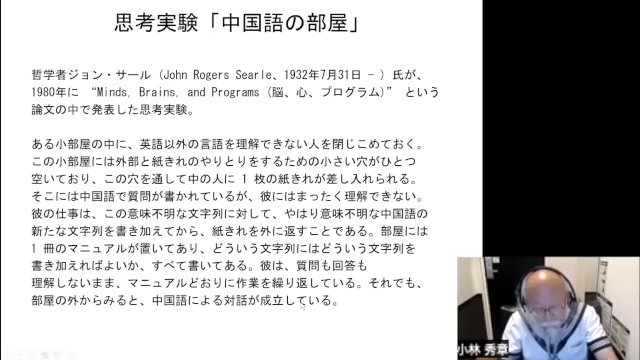 思考実験「中国語の部屋」
哲学者ジョン・サール (John Rogers Searle、1932年7月31日 - ) 氏が、
1980年に “Minds, Brains, and Programs (脳、心、プログラム)” という
論文の中で発表した思考実験。
ある小部屋の中に、英語以外の言語を理解できない人を閉じこめておく。
この小部屋には外部と紙きれのやりとりをするための小さい穴がひとつ
空いており、この穴を通して中の人に 1 枚の紙きれが差し入れられる。
そこには中国語で質問が書かれているが、彼にはまったく理解できない。
彼の仕事は、この意味不明な文字列に対して、やはり意味不明な中国語の
新たな文字列を書き加えてから、紙きれを外に返すことである。部屋には
1 冊のマニュアルが置いてあり、どういう文字列にはどういう文字列を
書き加えればよいか、すべて書いてある。彼は、質問も回答も
理解しないまま、マニュアルどおりに作業を繰り返している。それでも、
部屋の外からみると、中国語による対話が成立している。
小林 秀章